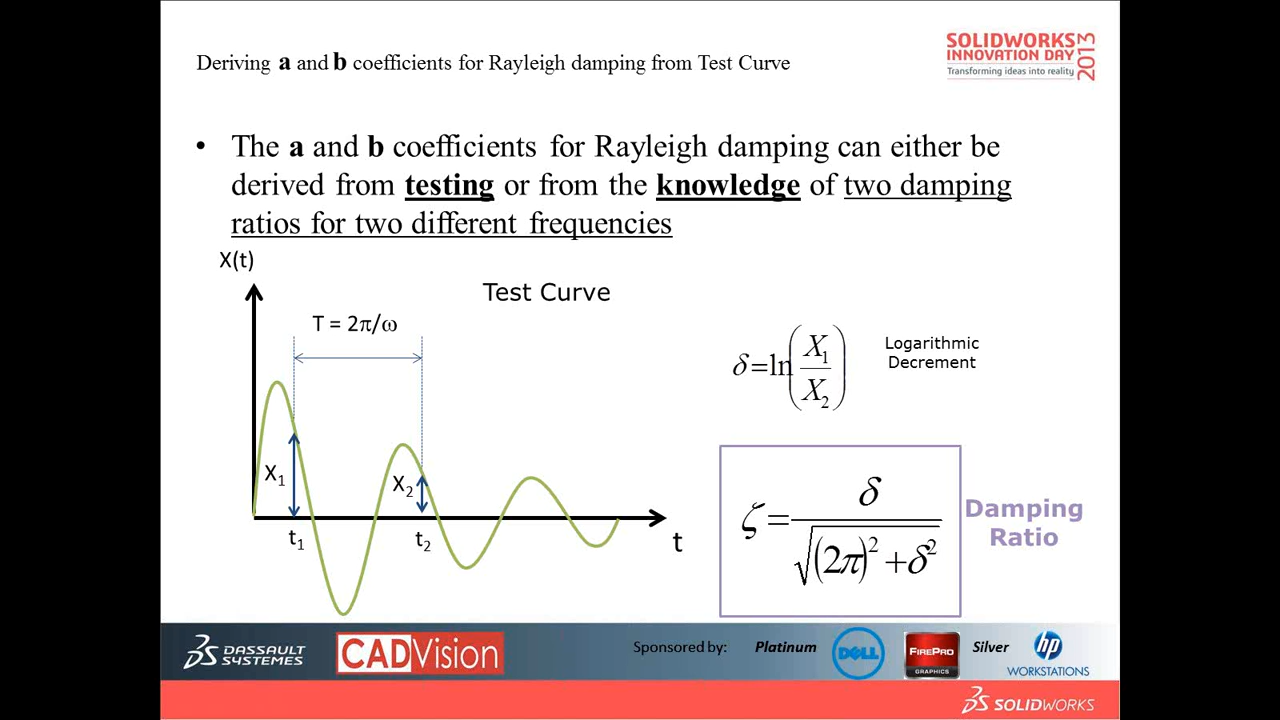 Deriving a and b coefficients for Rayleigh damping from Test Curve
SOLIDWORKS
INNOVATION DAY
Transforming ideas into reality
2013
• The a and b coefficients for Rayleigh damping can either be
derived from testing or from the knowledge of two damping
ratios for two different frequencies
X(t)
Test Curve
T = 2π/ω
δ=ln(X₁/X₂)
Logarithmic
Decrement
X₁
X₂
t₁
t₂
t
ζ=δ/√((2π)²+δ²)
Damping
Ratio
DASSAULT
SYSTEMES
CADVision
Sponsored by:
Platinum
DELL
FIREPRO
GRAPHICS
Silver
hp
WORKSTATIONS
SOLIDWORKS